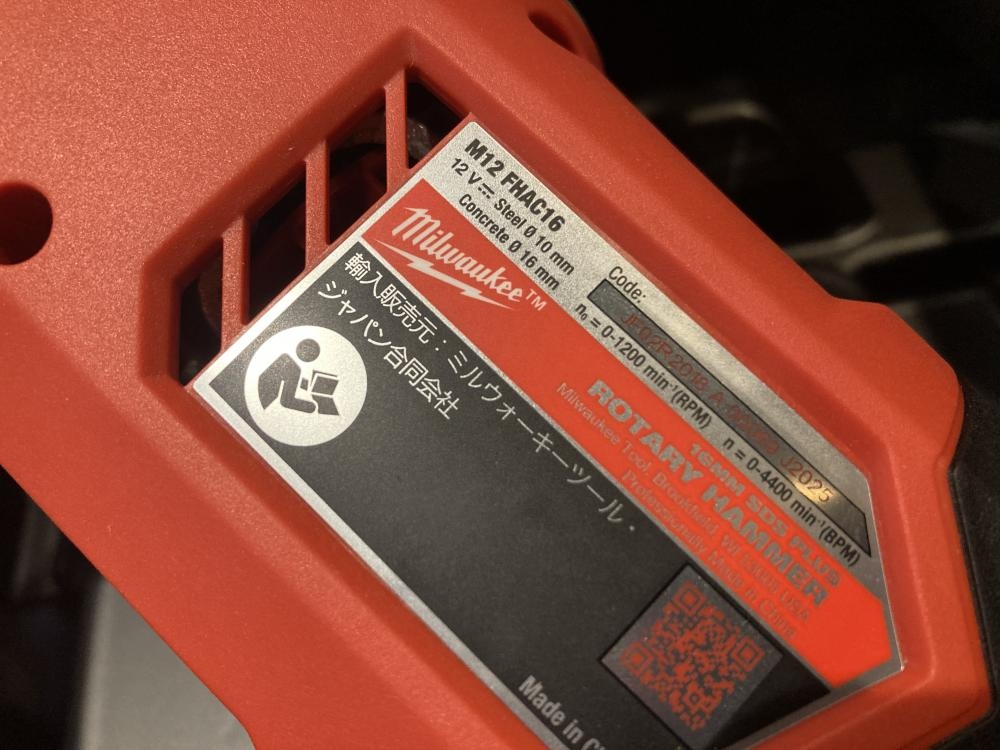 M12 FHAC16
12 V⎓ Steel ø 10 mm
Concrete ø 16 mm
Code:
J2025
n₀ = 0-1200 min⁻¹(RPM) n = 0-4400 min⁻¹(BPM)
Milwaukee™
16MM SDS PLUS
ROTARY HAMMER
Milwaukee Tool, Brookfield, WI USA
Professionally Made in China
輸入販売元：ミルウォーキーツール・
ジャパン合同会社
Made in